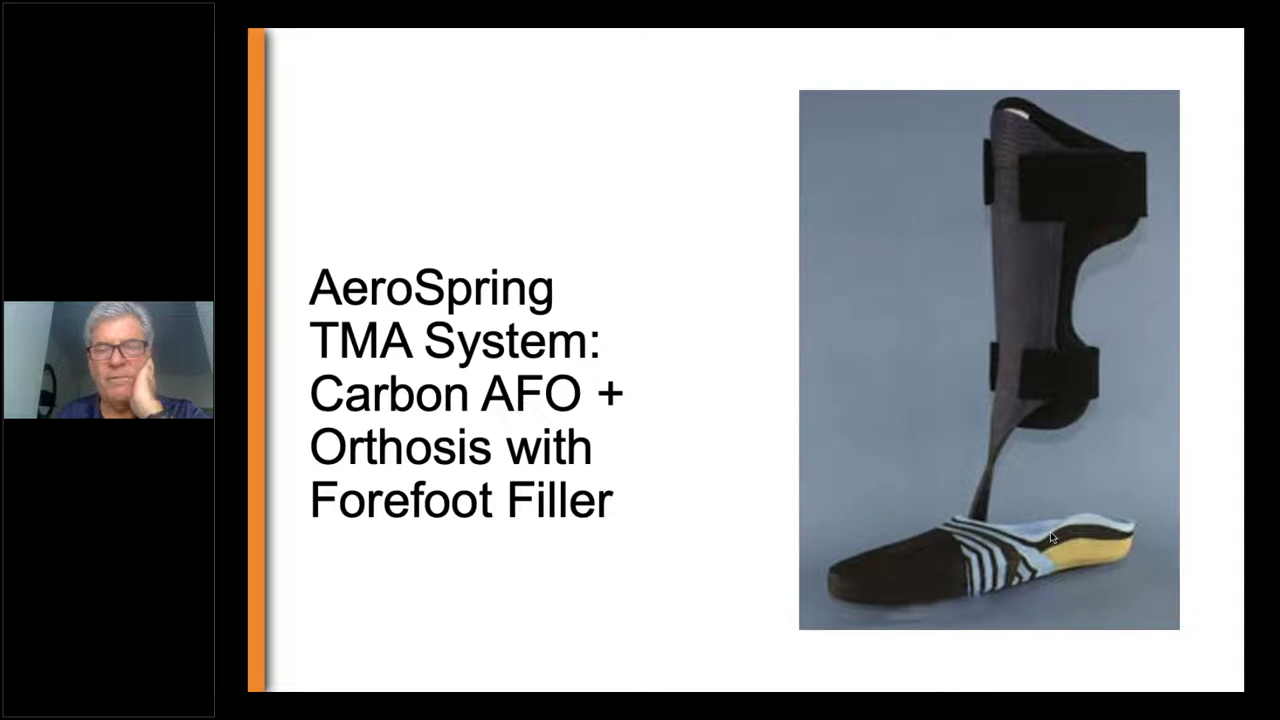 AeroSpring
TMA System:
Carbon AFO +
Orthosis with
Forefoot Filler